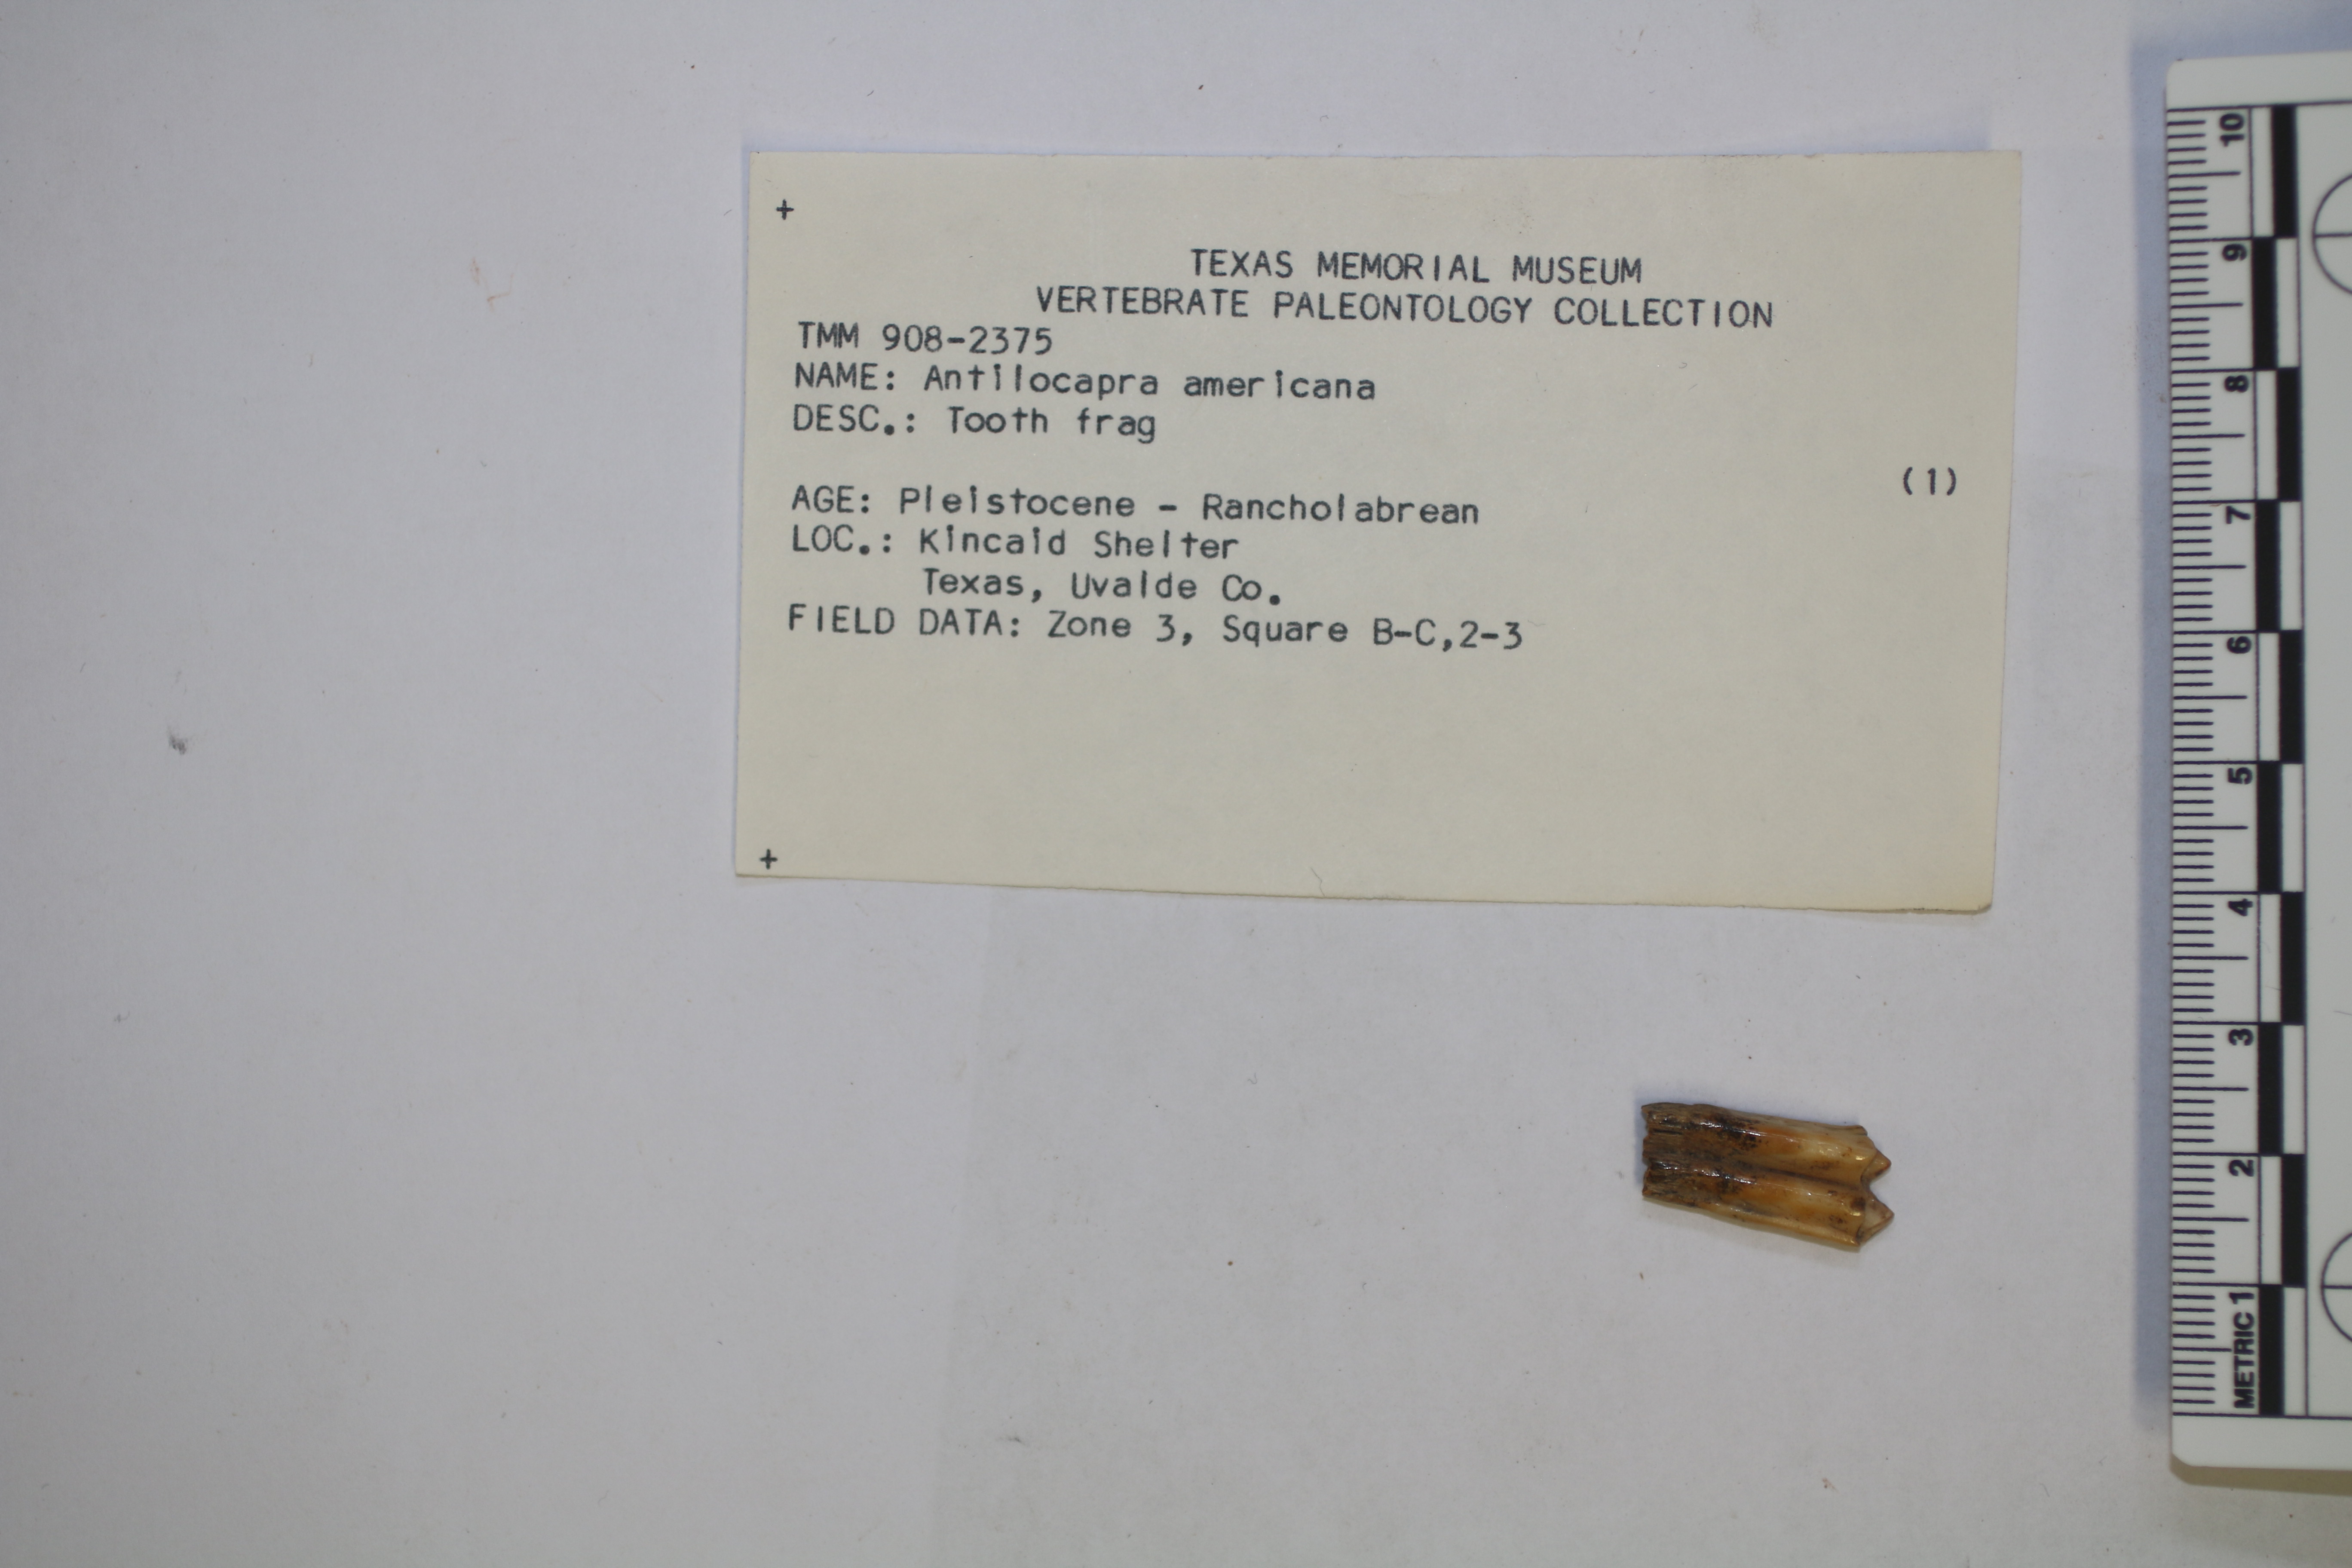 + +
TEXAS MEMORIAL MUSEUM
VERTEBRATE PALEONTOLOGY COLLECTION
TMM 908-2375
NAME: Antilocapra americana
DESC.: Tooth frag
(1)
AGE: Pleistocene - Rancholabrean
LOC.: Kincaid Shelter
Texas, Uvalde Co.
FIELD DATA: Zone 3, Square B-C,2-3
METRIC 1 2 3 4 5 6 7 8 9 10